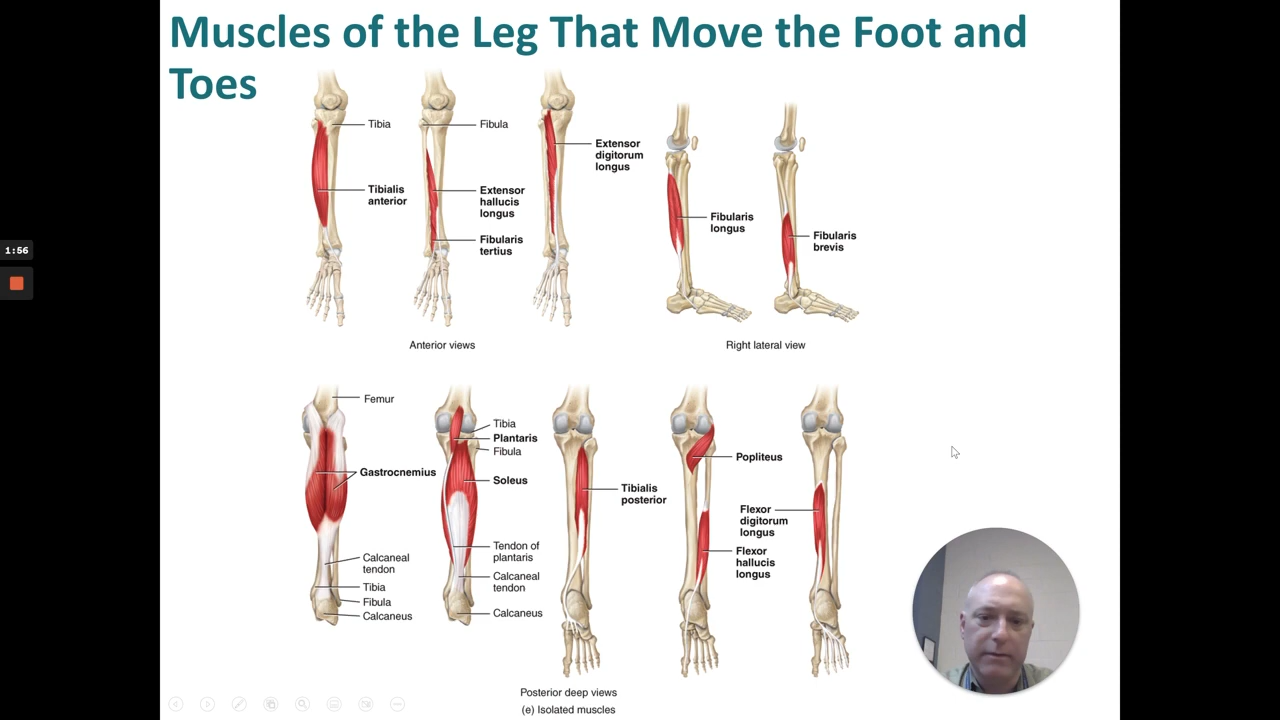 Muscles of the Leg That Move the Foot and
Toes
Tibia
Tibialis
anterior
Fibula
Extensor
hallucis
longus
Fibularis
tertius
Extensor
digitorum
longus
Fibularis
longus
Fibularis
brevis
1:56
Anterior views
Right lateral view
Femur
Gastrocnemius
Calcaneal
tendon
Tibia
Fibula
Calcaneus
Tibia
Plantaris
Fibula
Soleus
Tendon of
plantaris
Calcaneal
tendon
Calcaneus
Tibialis
posterior
Popliteus
Flexor
digitorum
longus
Flexor
hallucis
longus
Posterior deep views
(e) Isolated muscles